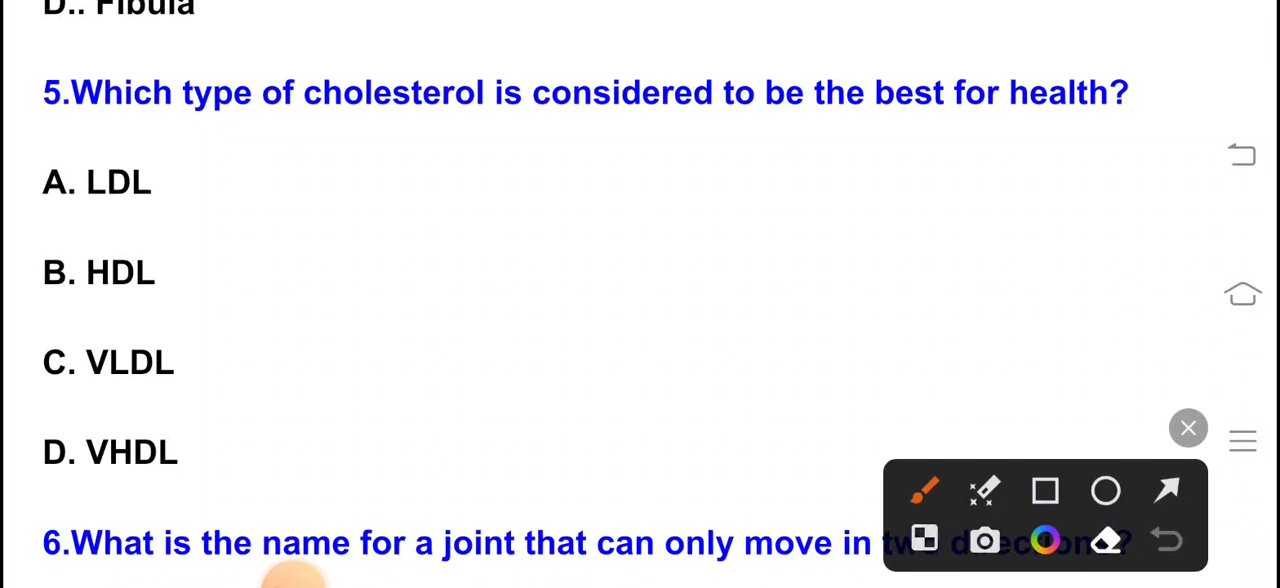 D.. Fibula
5.Which type of cholesterol is considered to be the best for health?
A. LDL
B. HDL
C. VLDL
D. VHDL
6.What is the name for a joint that can only move in two directions?